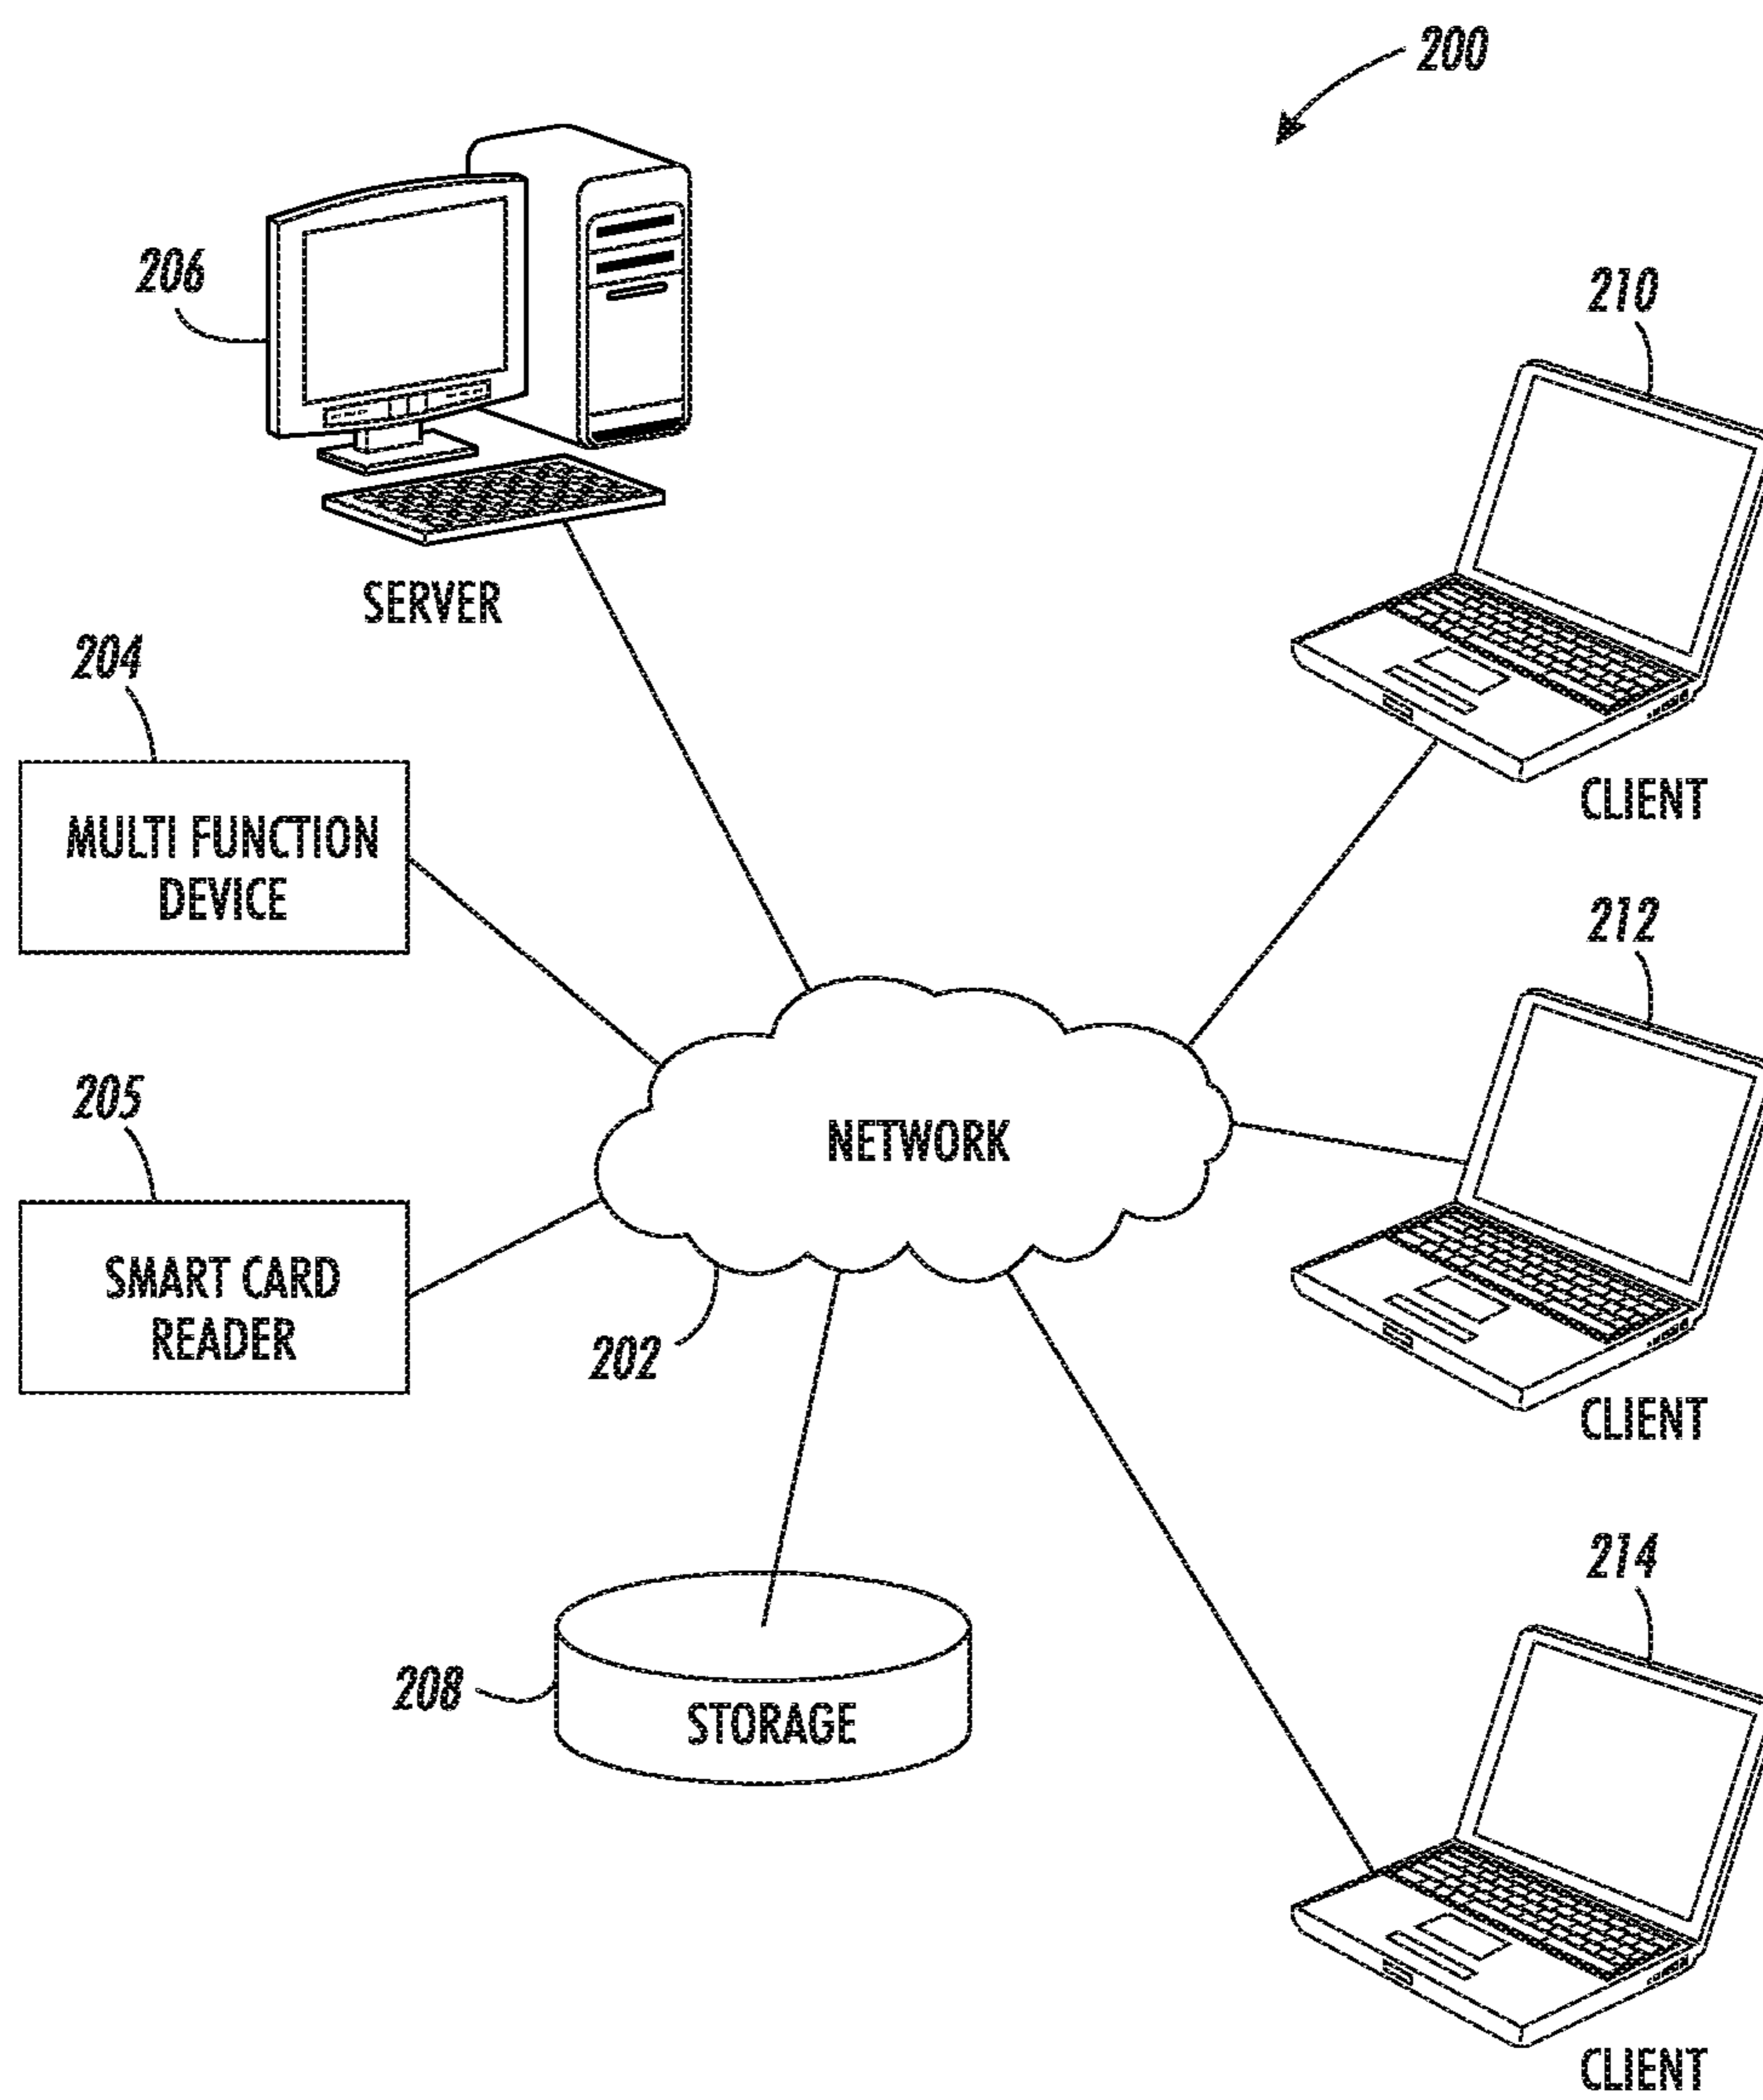 200
206
210
SERVER
204
MULTI FUNCTION
DEVICE
CLIENT
212
205
NETWORK
SMART CARD
READER
202
CLIENT
214
208
STORAGE
CLIENT